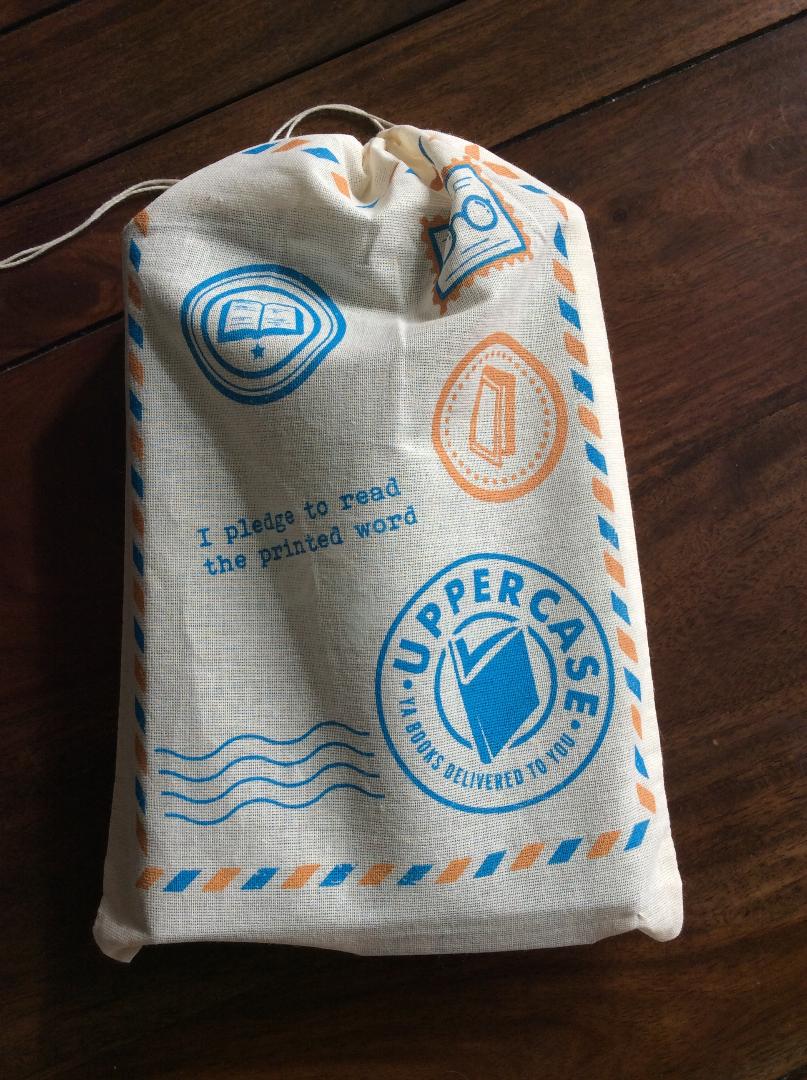 I pledge to read
the printed word
UPPERCASE
YA BOOKS DELIVERED TO YOU